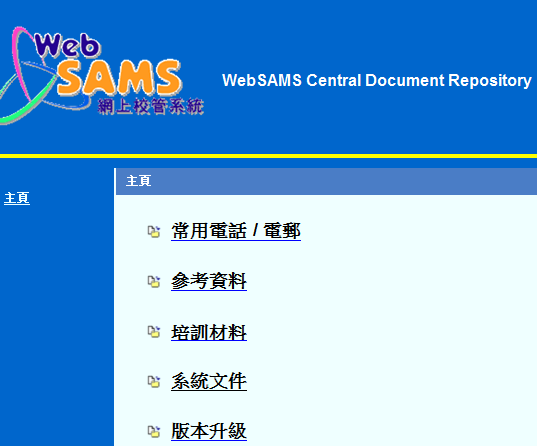 Web
SAMS
網上校管系統
WebSAMS Central Document Repository
主頁
主頁
常用電話 / 電郵
參考資料
培訓材料
系統文件
版本升級